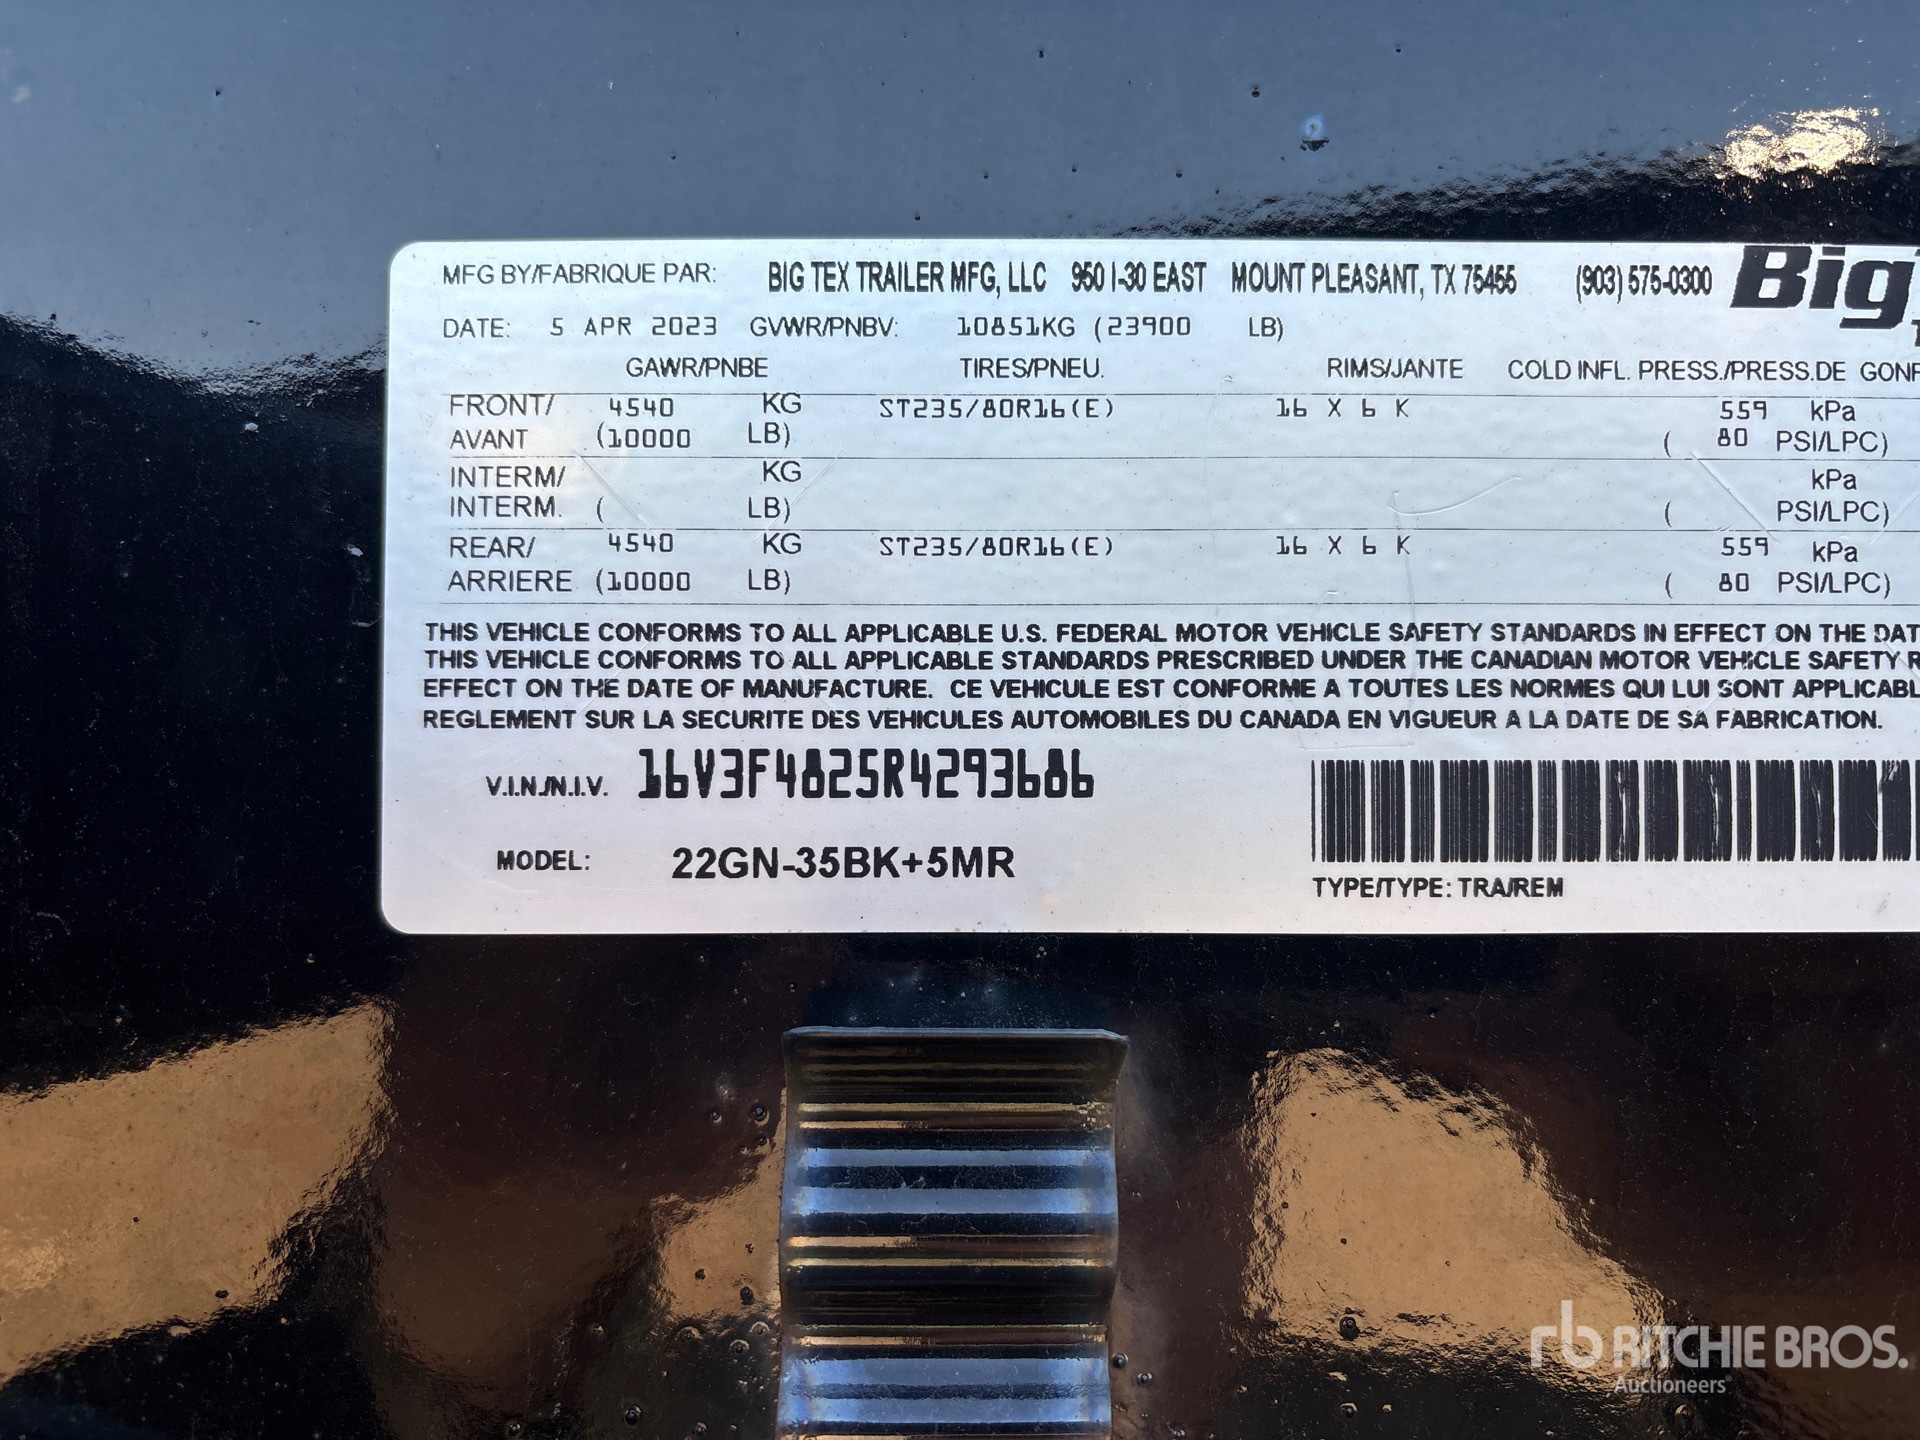 MFG BY/FABRIQUE PAR: BIG TEX TRAILER MFG, LLC 950 I-30 EAST MOUNT PLEASANT, TX 75455 (903) 575-0300 Big
DATE: 5 APR 2023 GVWR/PNBV: 10851KG (23900 LB)
GAWR/PNBE TIRES/PNEU. RIMS/JANTE COLD INFL. PRESS./PRESS.DE GONF
FRONT/ 4540 KG ST235/80R16(E) 16 X 6 K 559 kPa
AVANT (10000 LB) ( 80 PSI/LPC)
INTERM/ KG kPa
INTERM. ( LB) ( PSI/LPC)
REAR/ 4540 KG ST235/80R16(E) 16 X 6 K 559 kPa
ARRIERE (10000 LB) ( 80 PSI/LPC)
THIS VEHICLE CONFORMS TO ALL APPLICABLE U.S. FEDERAL MOTOR VEHICLE SAFETY STANDARDS IN EFFECT ON THE DAT
THIS VEHICLE CONFORMS TO ALL APPLICABLE STANDARDS PRESCRIBED UNDER THE CANADIAN MOTOR VEHICLE SAFETY R
EFFECT ON THE DATE OF MANUFACTURE. CE VEHICULE EST CONFORME A TOUTES LES NORMES QUI LUI SONT APPLICABL
REGLEMENT SUR LA SECURITE DES VEHICULES AUTOMOBILES DU CANADA EN VIGUEUR A LA DATE DE SA FABRICATION.
V.I.N./N.I.V. 16V3F4825R4293686
MODEL: 22GN-35BK+5MR
TYPE/TYPE: TRA/REM
rb RITCHIE BROS.
Auctioneers